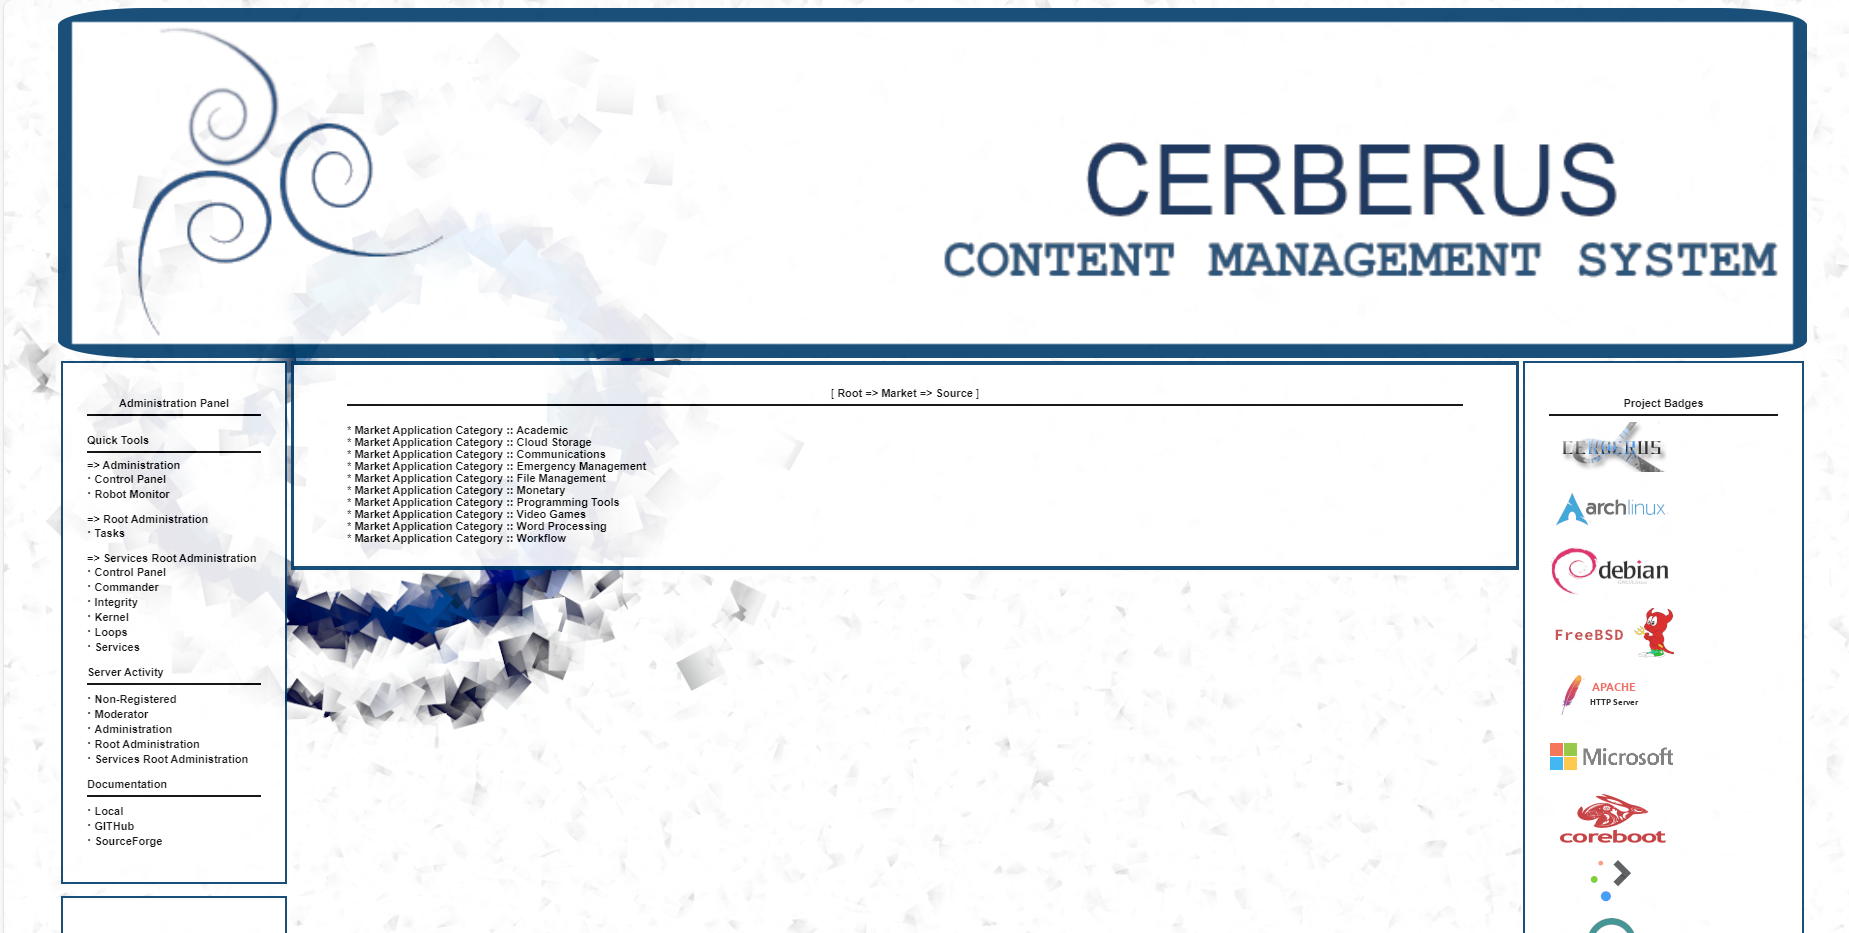 CERBERUS
CONTENT MANAGEMENT SYSTEM
Administration Panel
Quick Tools
=> Administration
· Control Panel
· Robot Monitor
=> Root Administration
· Tasks
=> Services Root Administration
· Control Panel
· Commander
· Integrity
· Kernel
· Loops
· Services
Server Activity
· Non-Registered
· Moderator
· Administration
· Root Administration
· Services Root Administration
Documentation
· Local
· GITHub
· SourceForge
[ Root => Market => Source ]
* Market Application Category :: Academic
* Market Application Category :: Cloud Storage
* Market Application Category :: Communications
* Market Application Category :: Emergency Management
* Market Application Category :: File Management
* Market Application Category :: Monetary
* Market Application Category :: Programming Tools
* Market Application Category :: Video Games
* Market Application Category :: Word Processing
* Market Application Category :: Workflow
Project Badges
CERBERUS
archlinux
debian
FreeBSD
APACHE
HTTP Server
Microsoft
coreboot